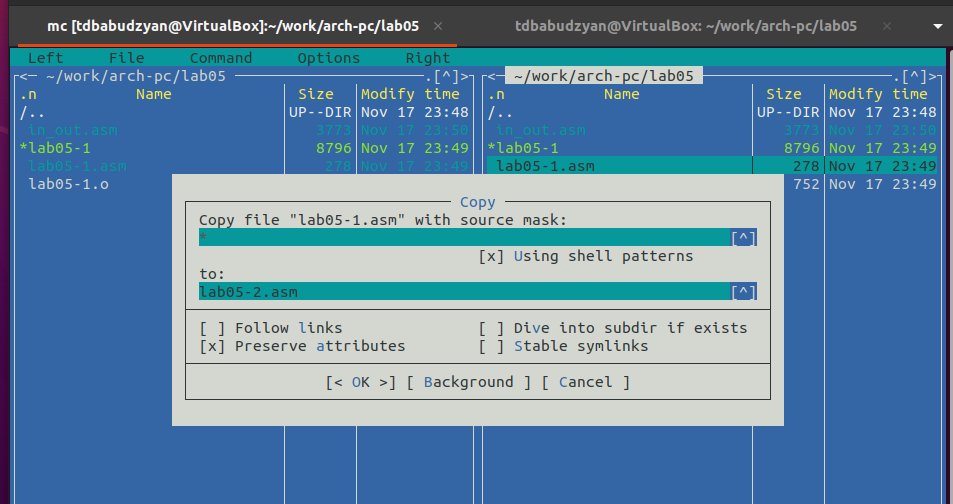 mc [tdbabudzyan@VirtualBox]:~/work/arch-pc/lab05 × tdbabudzyan@VirtualBox: ~/work/arch-pc/lab05 ×
Left File Command Options Right
<─ ~/work/arch-pc/lab05 .[^]> <─ ~/work/arch-pc/lab05 .[^]>
.n Name Size Modify time .n Name Size Modify time
/.. UP--DIR Nov 17 23:48 /.. UP--DIR Nov 17 23:48
in_out.asm 3773 Nov 17 23:50 in_out.asm 3773 Nov 17 23:50
*lab05-1 8796 Nov 17 23:49 *lab05-1 8796 Nov 17 23:49
lab05-1.asm 278 Nov 17 23:49 lab05-1.asm 278 Nov 17 23:49
lab05-1.o 752 Nov 17 23:49
Copy
Copy file "lab05-1.asm" with source mask:
* [^]
[x] Using shell patterns
to:
lab05-2.asm [^]
[ ] Follow links [ ] Dive into subdir if exists
[x] Preserve attributes [ ] Stable symlinks
[< OK >] [ Background ] [ Cancel ]